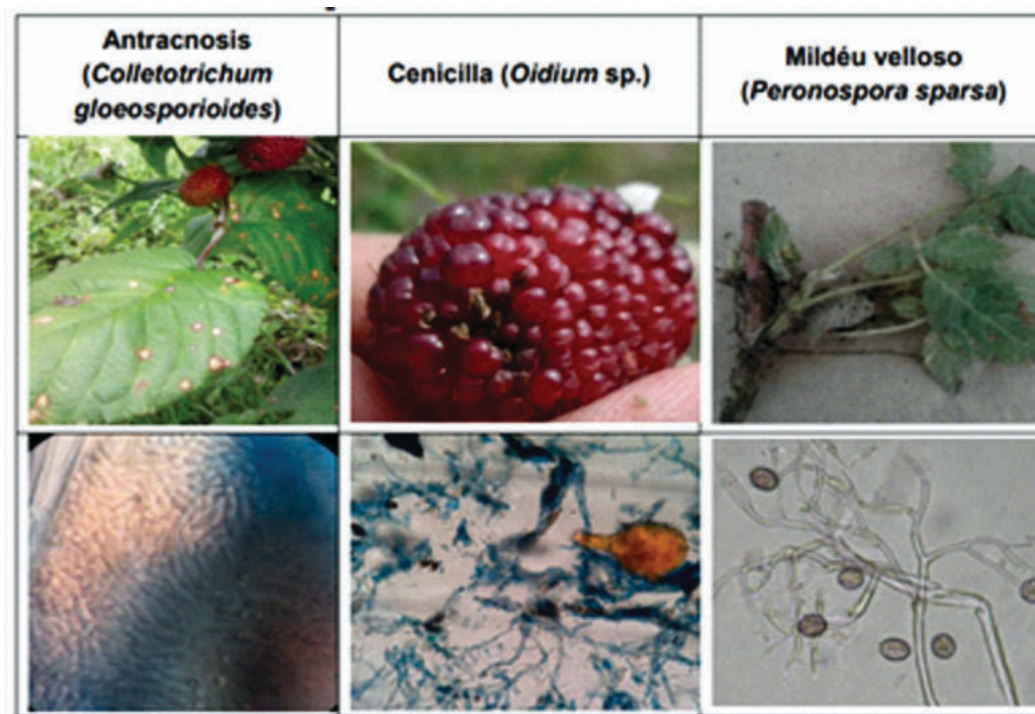 Antracnosis
(Colletotrichum
gloeosporioides)
Cenicilla (Oidium sp.)
Mildéu velloso
(Peronospora sparsa)